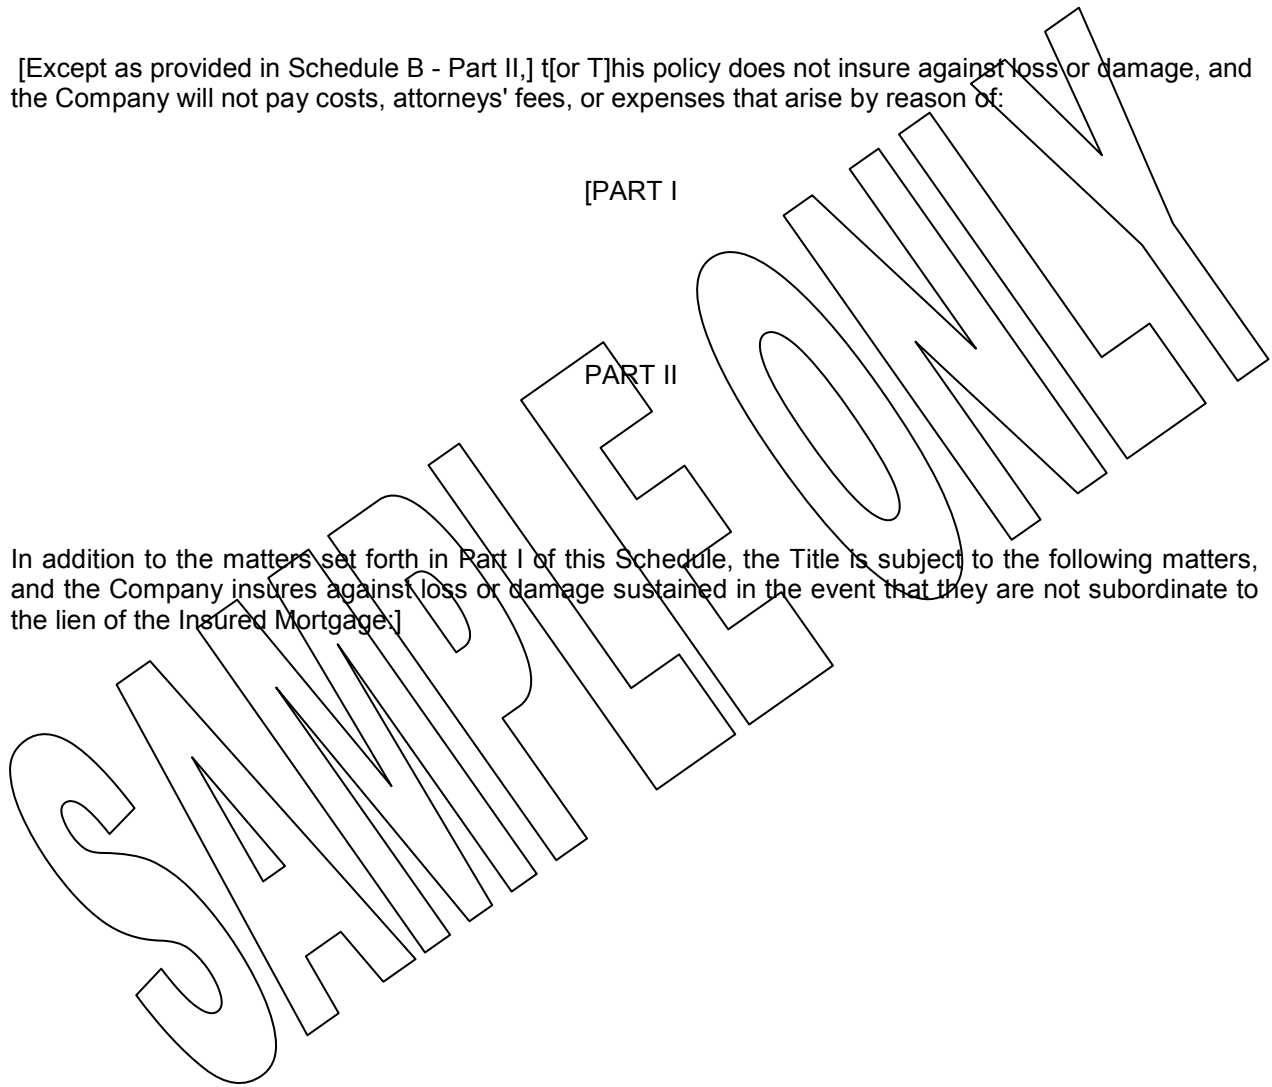 [Except as provided in Schedule B - Part II,] t[or T]his policy does not insure against loss or damage, and
the Company will not pay costs, attorneys' fees, or expenses that arise by reason of:
[PART I
PART II
In addition to the matters set forth in Part I of this Schedule, the Title is subject to the following matters,
and the Company insures against loss or damage sustained in the event that they are not subordinate to
the lien of the Insured Mortgage:]
SAMPLE ONLY